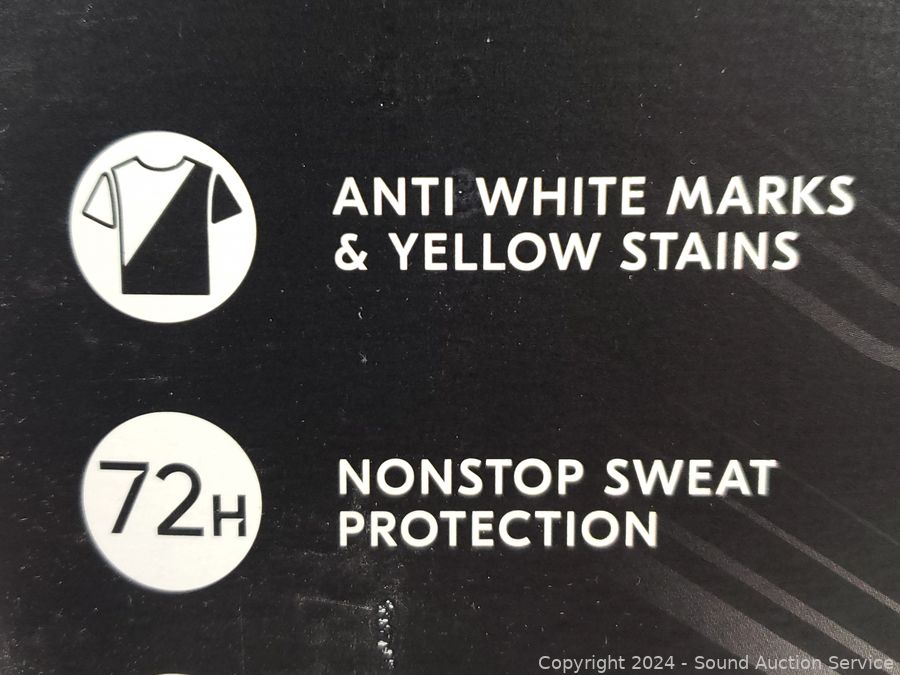 ANTI WHITE MARKS
& YELLOW STAINS
72H
NONSTOP SWEAT
PROTECTION
Copyright 2024 - Sound Auction Service